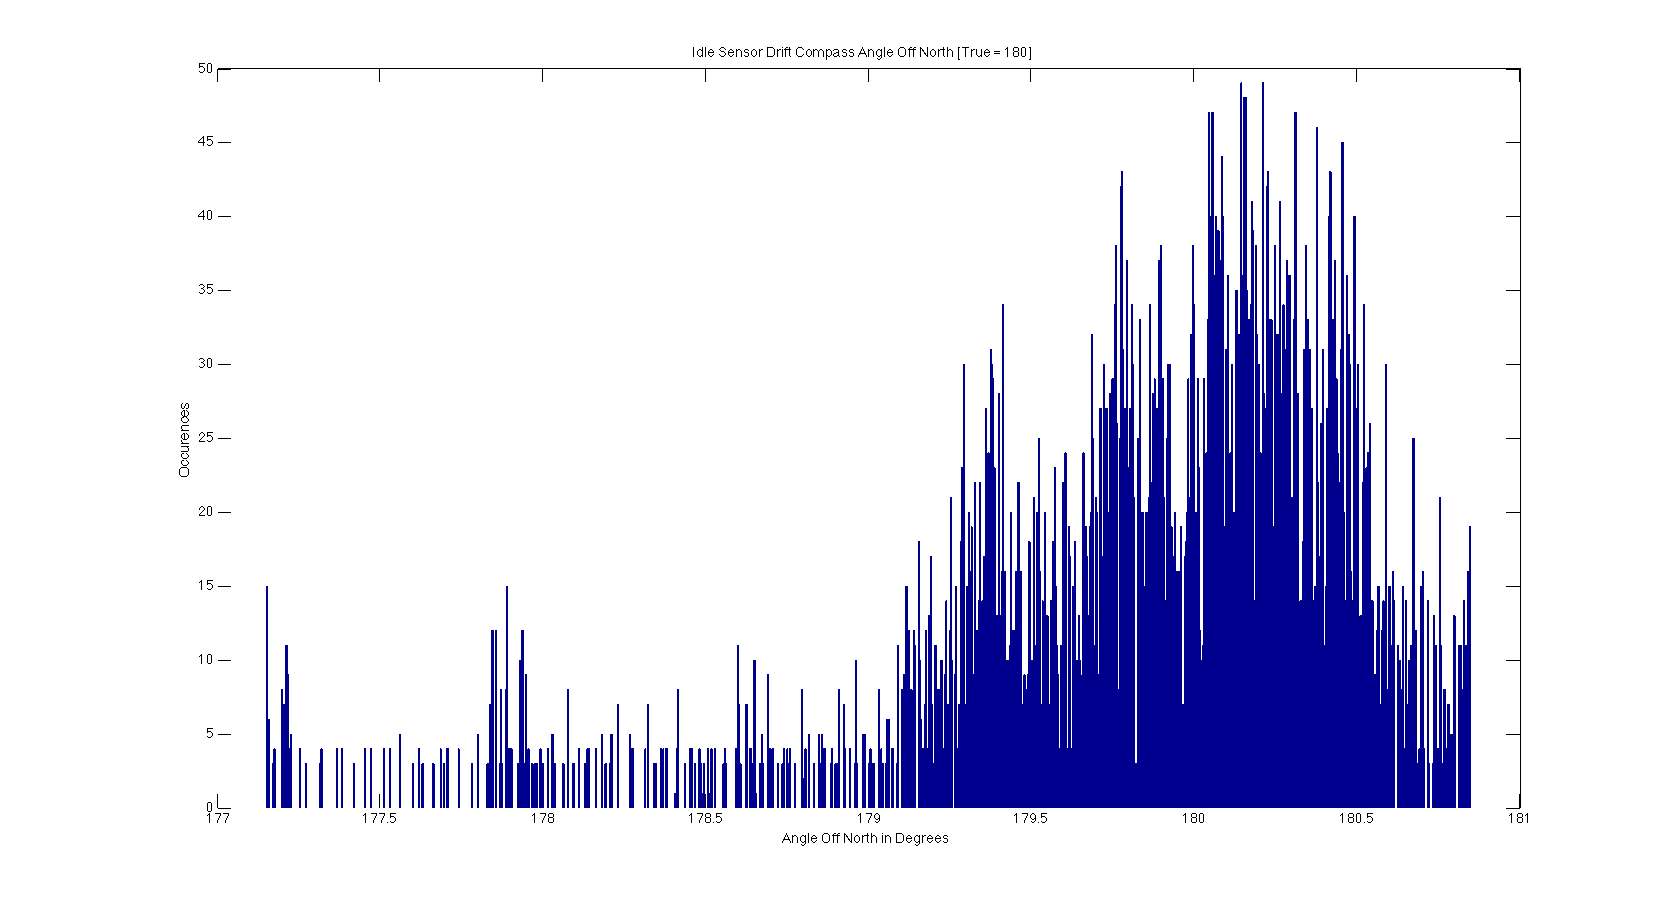 Idle Sensor Drift Compass Angle Off North [True = 180]
50
45
40
35
30
25
20
15
10
5
0
Occurences
177 177.5 178 178.5 179 179.5 180 180.5 181
Angle Off North in Degrees